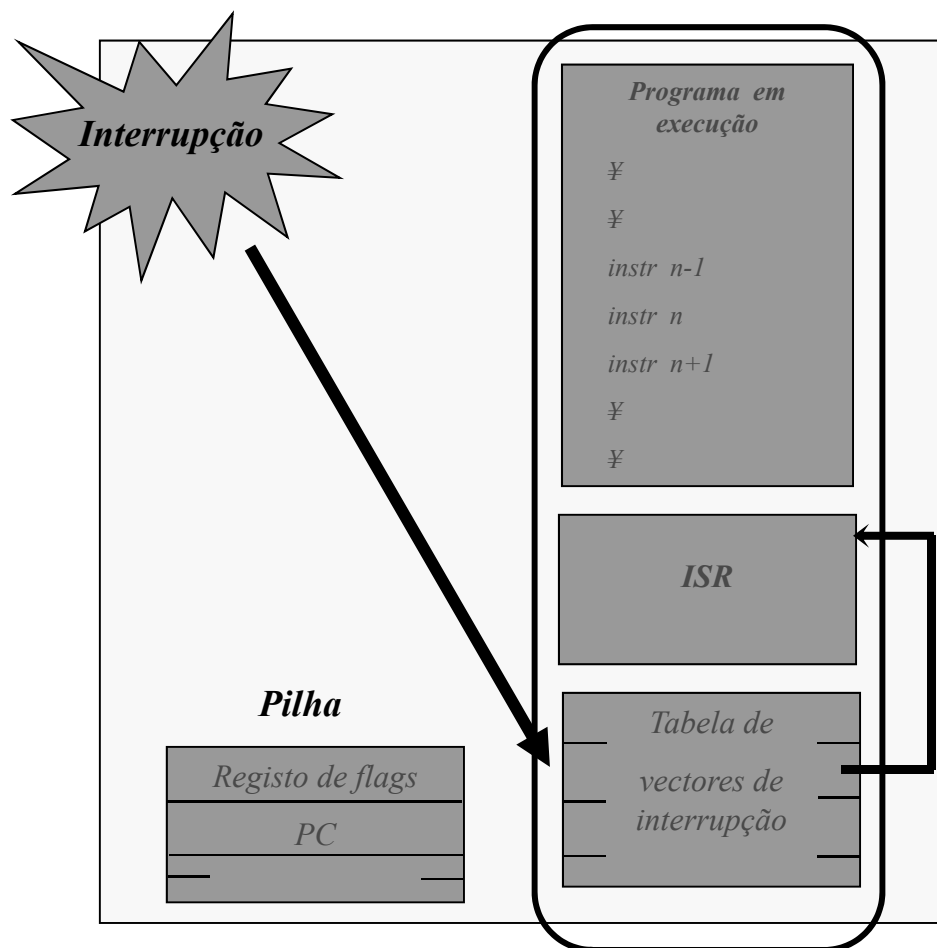 Interrupção
Programa em
execução
¥
¥
instr n-1
instr n
instr n+1
¥
¥
ISR
Pilha
Registo de flags
PC
Tabela de
vectores de
interrupção